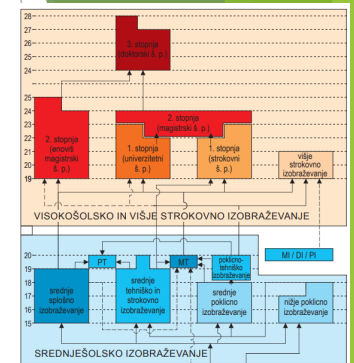 28
27
26
25
24
3. stopnja
(doktorski š. p.)
25
24
23
22
21
20
19
2. stopnja
(enoviti
magistrski
š. p.)
2. stopnja
(magistrski š. p.)
1. stopnja
(univerzitetni
š. p.)
1. stopnja
(strokovni
š. p.)
višje
strokovno
izobraževanje
VISOKOŠOLSKO IN VIŠJE STROKOVNO IZOBRAŽEVANJE
20
19
18
17
16
15
PT
MT
poklicno-
tehniško
izobraževanje
MI / DI / PI
srednje
splošno
izobraževanje
srednje
tehniško in
strokovno
izobraževanje
srednje
poklicno
izobraževanje
nižje poklicno
izobraževanje
SREDNJEŠOLSKO IZOBRAŽEVANJE